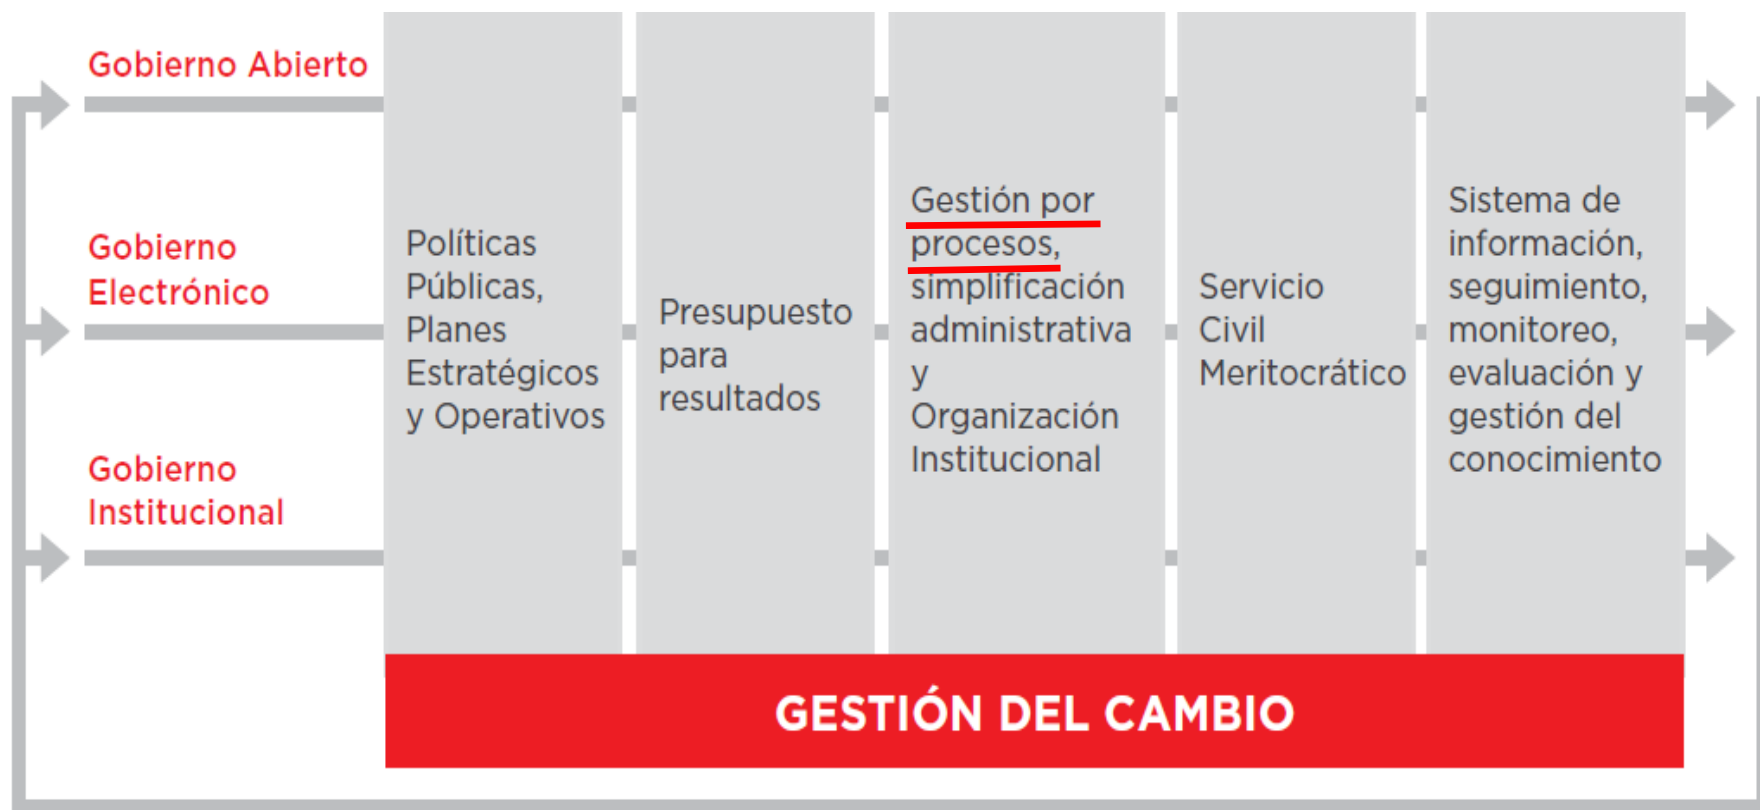 Gobierno Abierto
Gobierno
Electrónico
Gobierno
Institucional
Políticas
Públicas,
Planes
Estratégicos
y Operativos
Presupuesto
para
resultados
Gestión por
procesos,
simplificación
administrativa
y
Organización
Institucional
Servicio
Civil
Meritocrático
Sistema de
información,
seguimiento,
monitoreo,
evaluación y
gestión del
conocimiento
GESTIÓN DEL CAMBIO